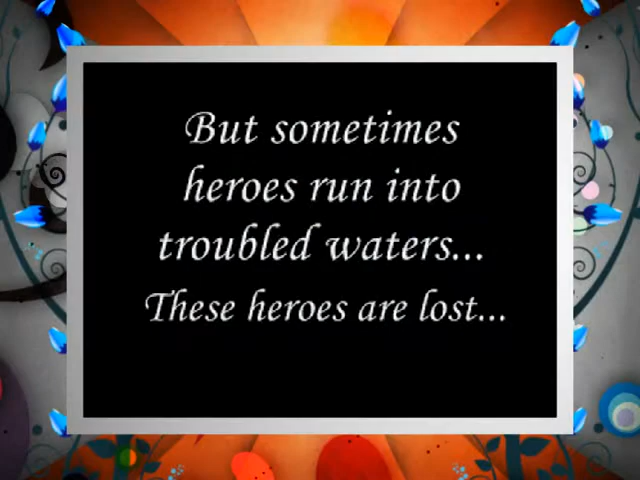 But sometimes
heroes run into
troubled waters...
These heroes are lost...